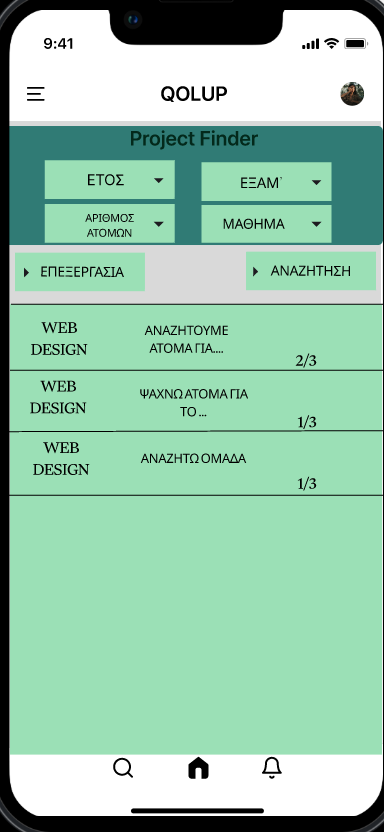 9:41
QOLUP
Project Finder
ΕΤΟΣ
ΕΞΑΜ'
ΑΡΙΘΜΟΣ
ΑΤΟΜΩΝ
ΜΑΘΗΜΑ
ΕΠΕΞΕΡΓΑΣΙΑ
ΑΝΑΖΗΤΗΣΗ
WEB
DESIGN
ΑΝΑΖΗΤΟΥΜΕ
ΑΤΟΜΑ ΓΙΑ....
2/3
WEB
DESIGN
ΨΑΧΝΩ ΑΤΟΜΑ ΓΙΑ
ΤΟ ...
1/3
WEB
DESIGN
ΑΝΑΖΗΤΩ ΟΜΑΔΑ
1/3